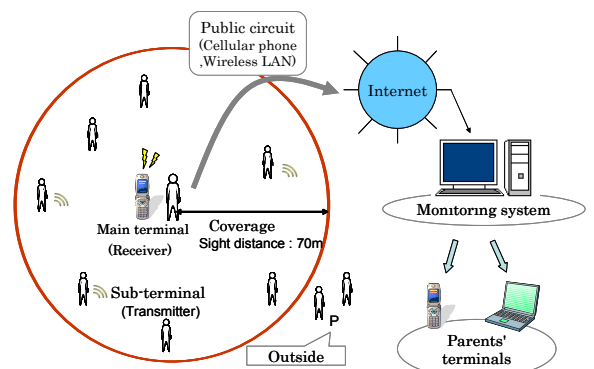 Public circuit
(Cellular phone
,Wireless LAN)
Internet
Main terminal
(Receiver)
Coverage
Sight distance : 70m
Monitoring system
Sub-terminal
(Transmitter)
P
Outside
Parents'
terminals